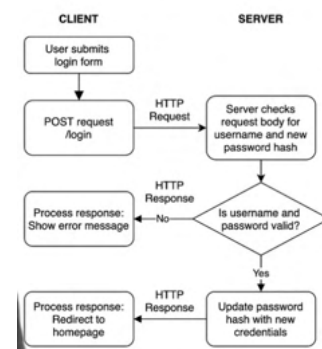 CLIENT
SERVER
User submits
login form
POST request
/login
HTTP
Request
Server checks
request body for
username and new
password hash
HTTP
Response
Process response:
Show error message
No
Is username and
password valid?
Yes
HTTP
Response
Process response:
Redirect to
homepage
Update password
hash with new
credentials